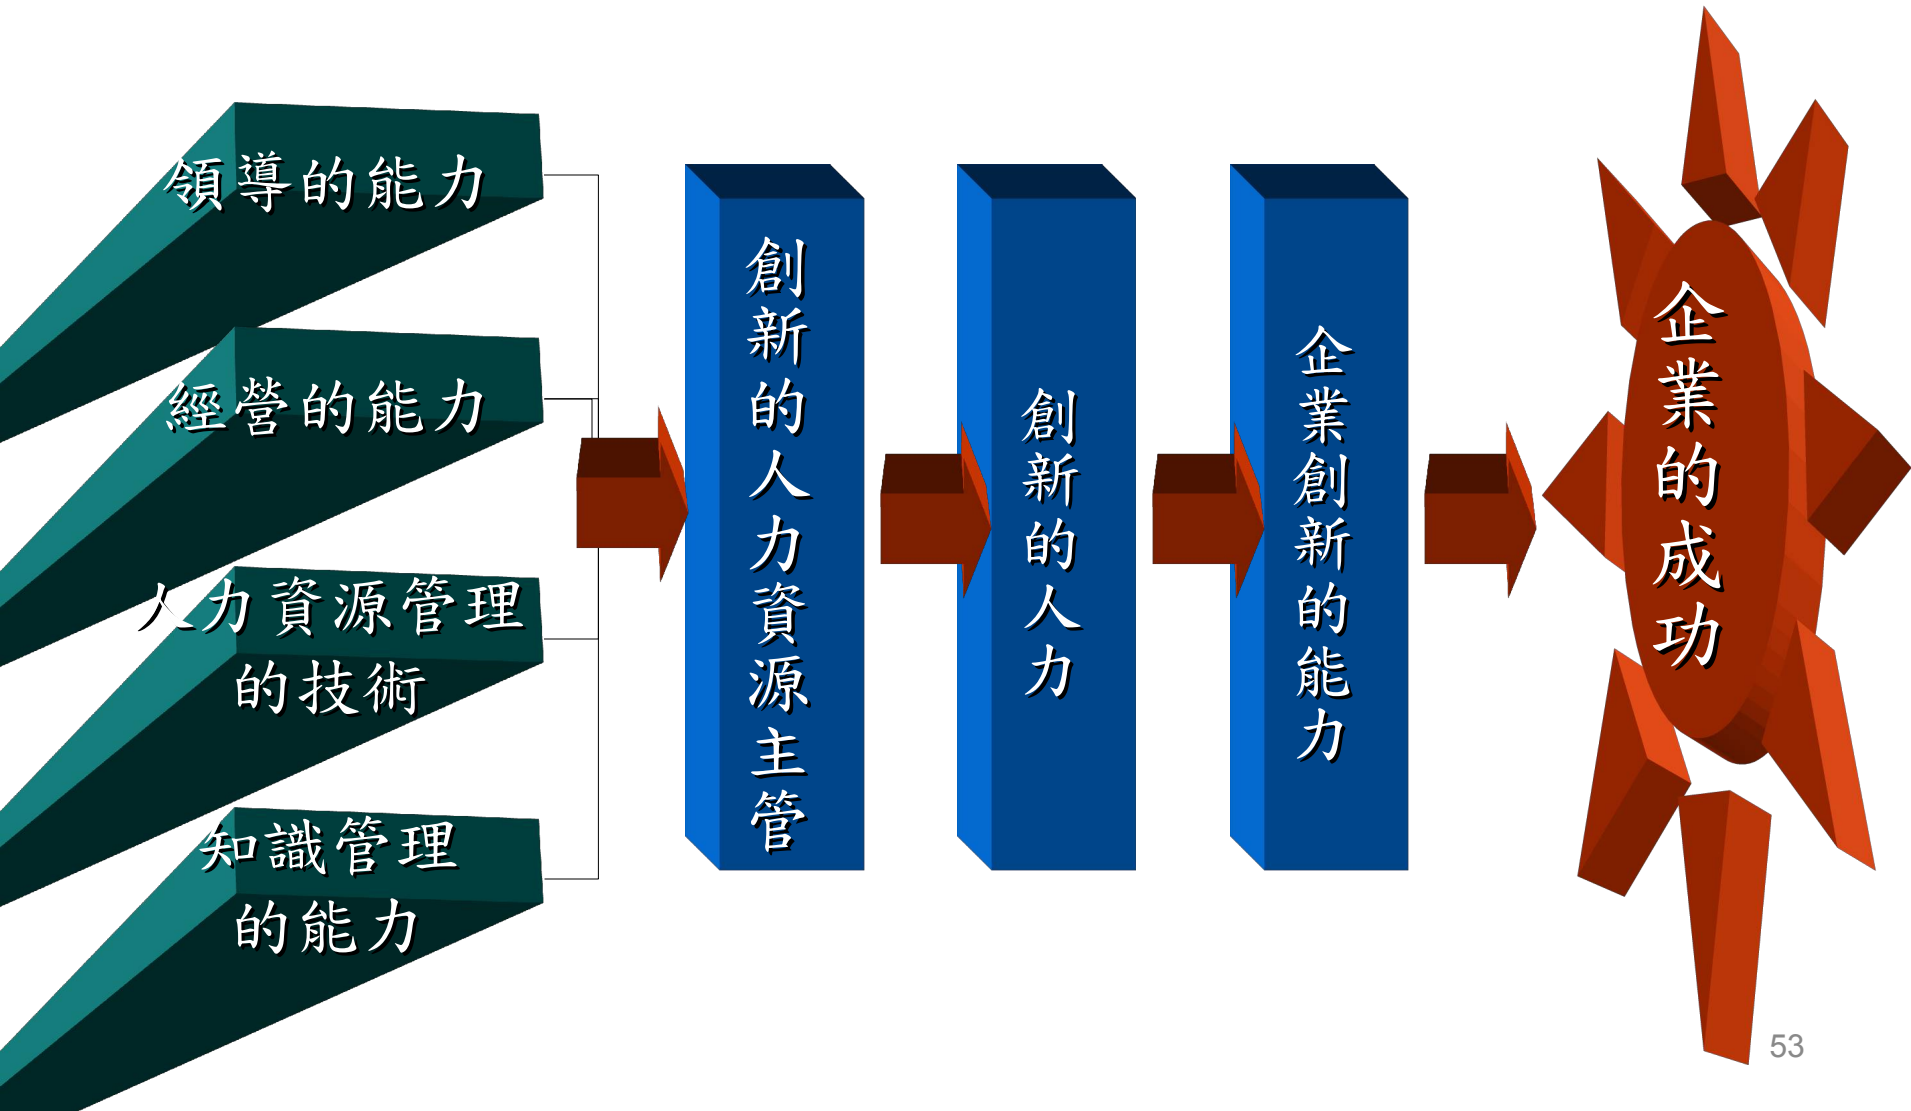 領導的能力
經營的能力
人力資源管理
的技術
知識管理
的能力
創新的人力資源主管
創新的人力
企業創新的能力
企業的成功
53